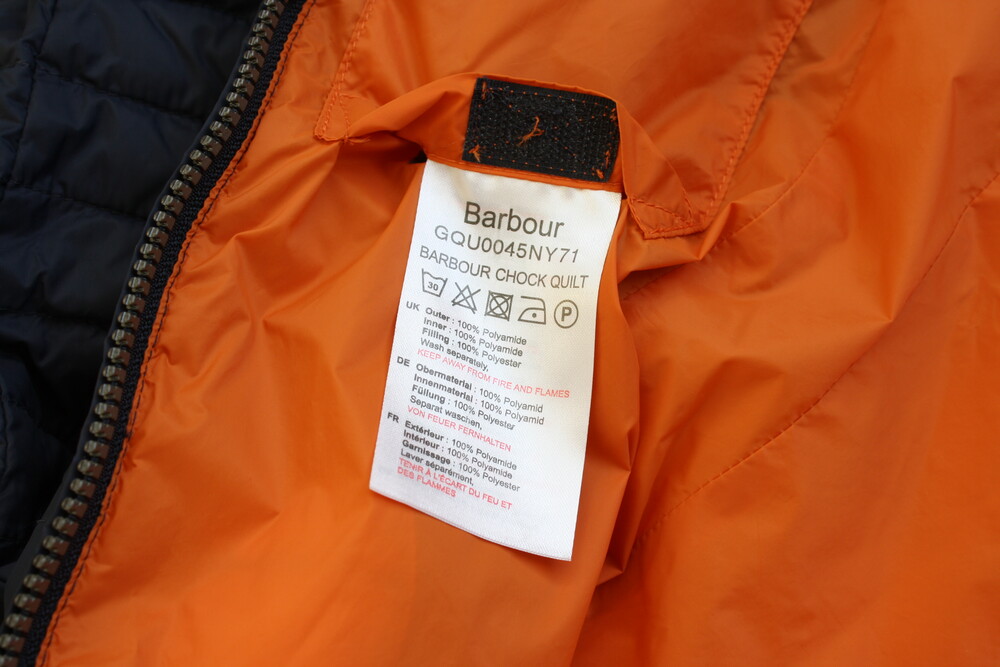 Barbour
GQU0045NY71
BARBOUR CHOCK QUILT
30 P
UK Outer : 100% Polyamide
Inner : 100% Polyamide
Filling : 100% Polyester
Wash separately,
KEEP AWAY FROM FIRE AND FLAMES
DE Obermaterial : 100% Polyamid
Innenmaterial : 100% Polyamid
Füllung : 100% Polyester
Separat waschen,
VON FEUER FERNHALTEN
FR Extérieur : 100% Polyamide
Intérieur : 100% Polyamide
Garnissage : 100% Polyester
Laver séparément,
TENIR À L'ÉCART DU FEU ET
DES FLAMMES